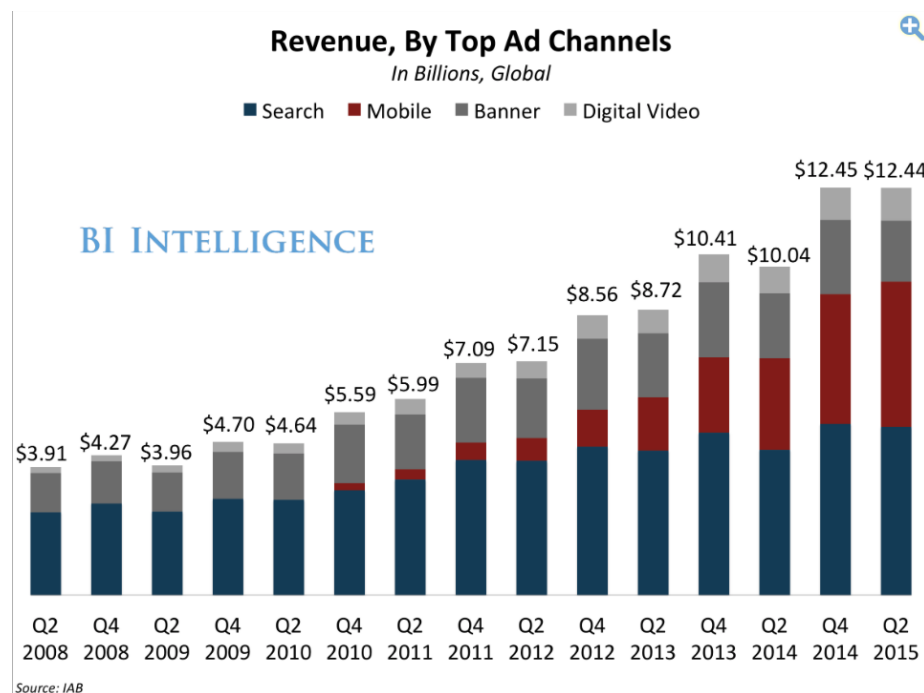 Revenue, By Top Ad Channels
In Billions, Global
Search Mobile Banner Digital Video
BI INTELLIGENCE
$3.91 $4.27 $3.96 $4.70 $4.64 $5.59 $5.99 $7.09 $7.15 $8.56 $8.72 $10.41 $10.04 $12.45 $12.44
Q2 Q4 Q2 Q4 Q2 Q4 Q2 Q4 Q2 Q4 Q2 Q4 Q2 Q4 Q2
2008 2008 2009 2009 2010 2010 2011 2011 2012 2012 2013 2013 2014 2014 2015
Source: IAB